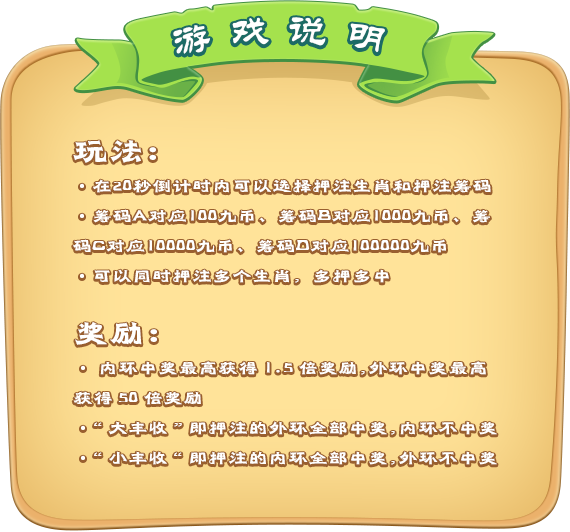 游戏说明
玩法：
·在20秒倒计时内可以选择押注生肖和押注筹码
·筹码A对应100九币、筹码B对应1000九币、筹
码C对应10000九币、筹码D对应100000九币
·可以同时押注多个生肖，多押多中
奖励：
· 内环中奖最高获得 1.5 倍奖励,外环中奖最高
获得 50 倍奖励
·“大丰收“即押注的外环全部中奖,内环不中奖
·“小丰收“即押注的内环全部中奖,外环不中奖